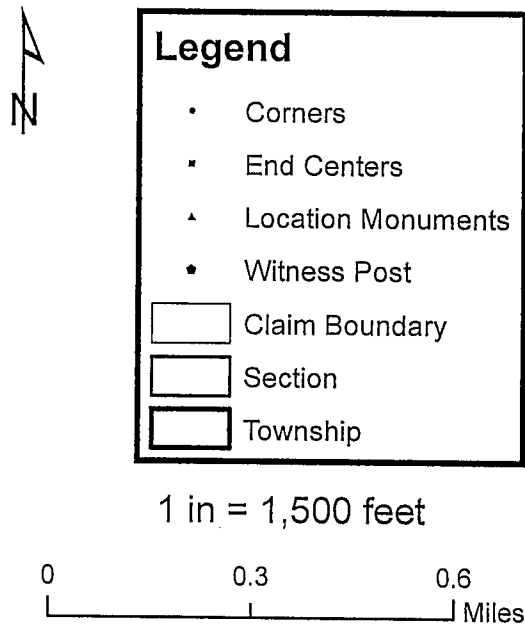 N
Legend
Corners
End Centers
Location Monuments
Witness Post
Claim Boundary
Section
Township
1 in = 1,500 feet
0 0.3 0.6
Miles